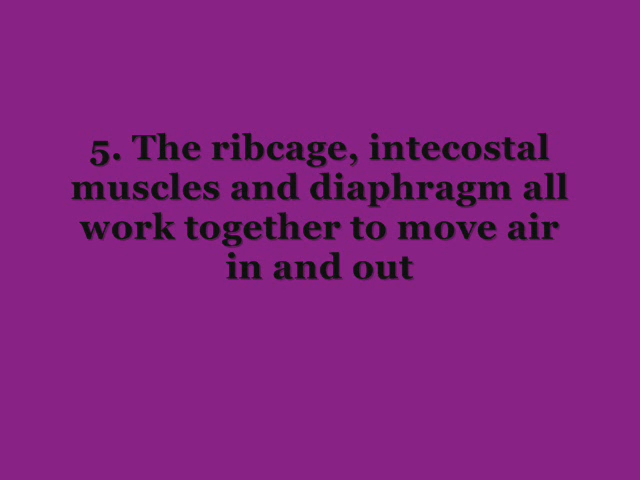 5. The ribcage, intecostal
muscles and diaphragm all
work together to move air
in and out